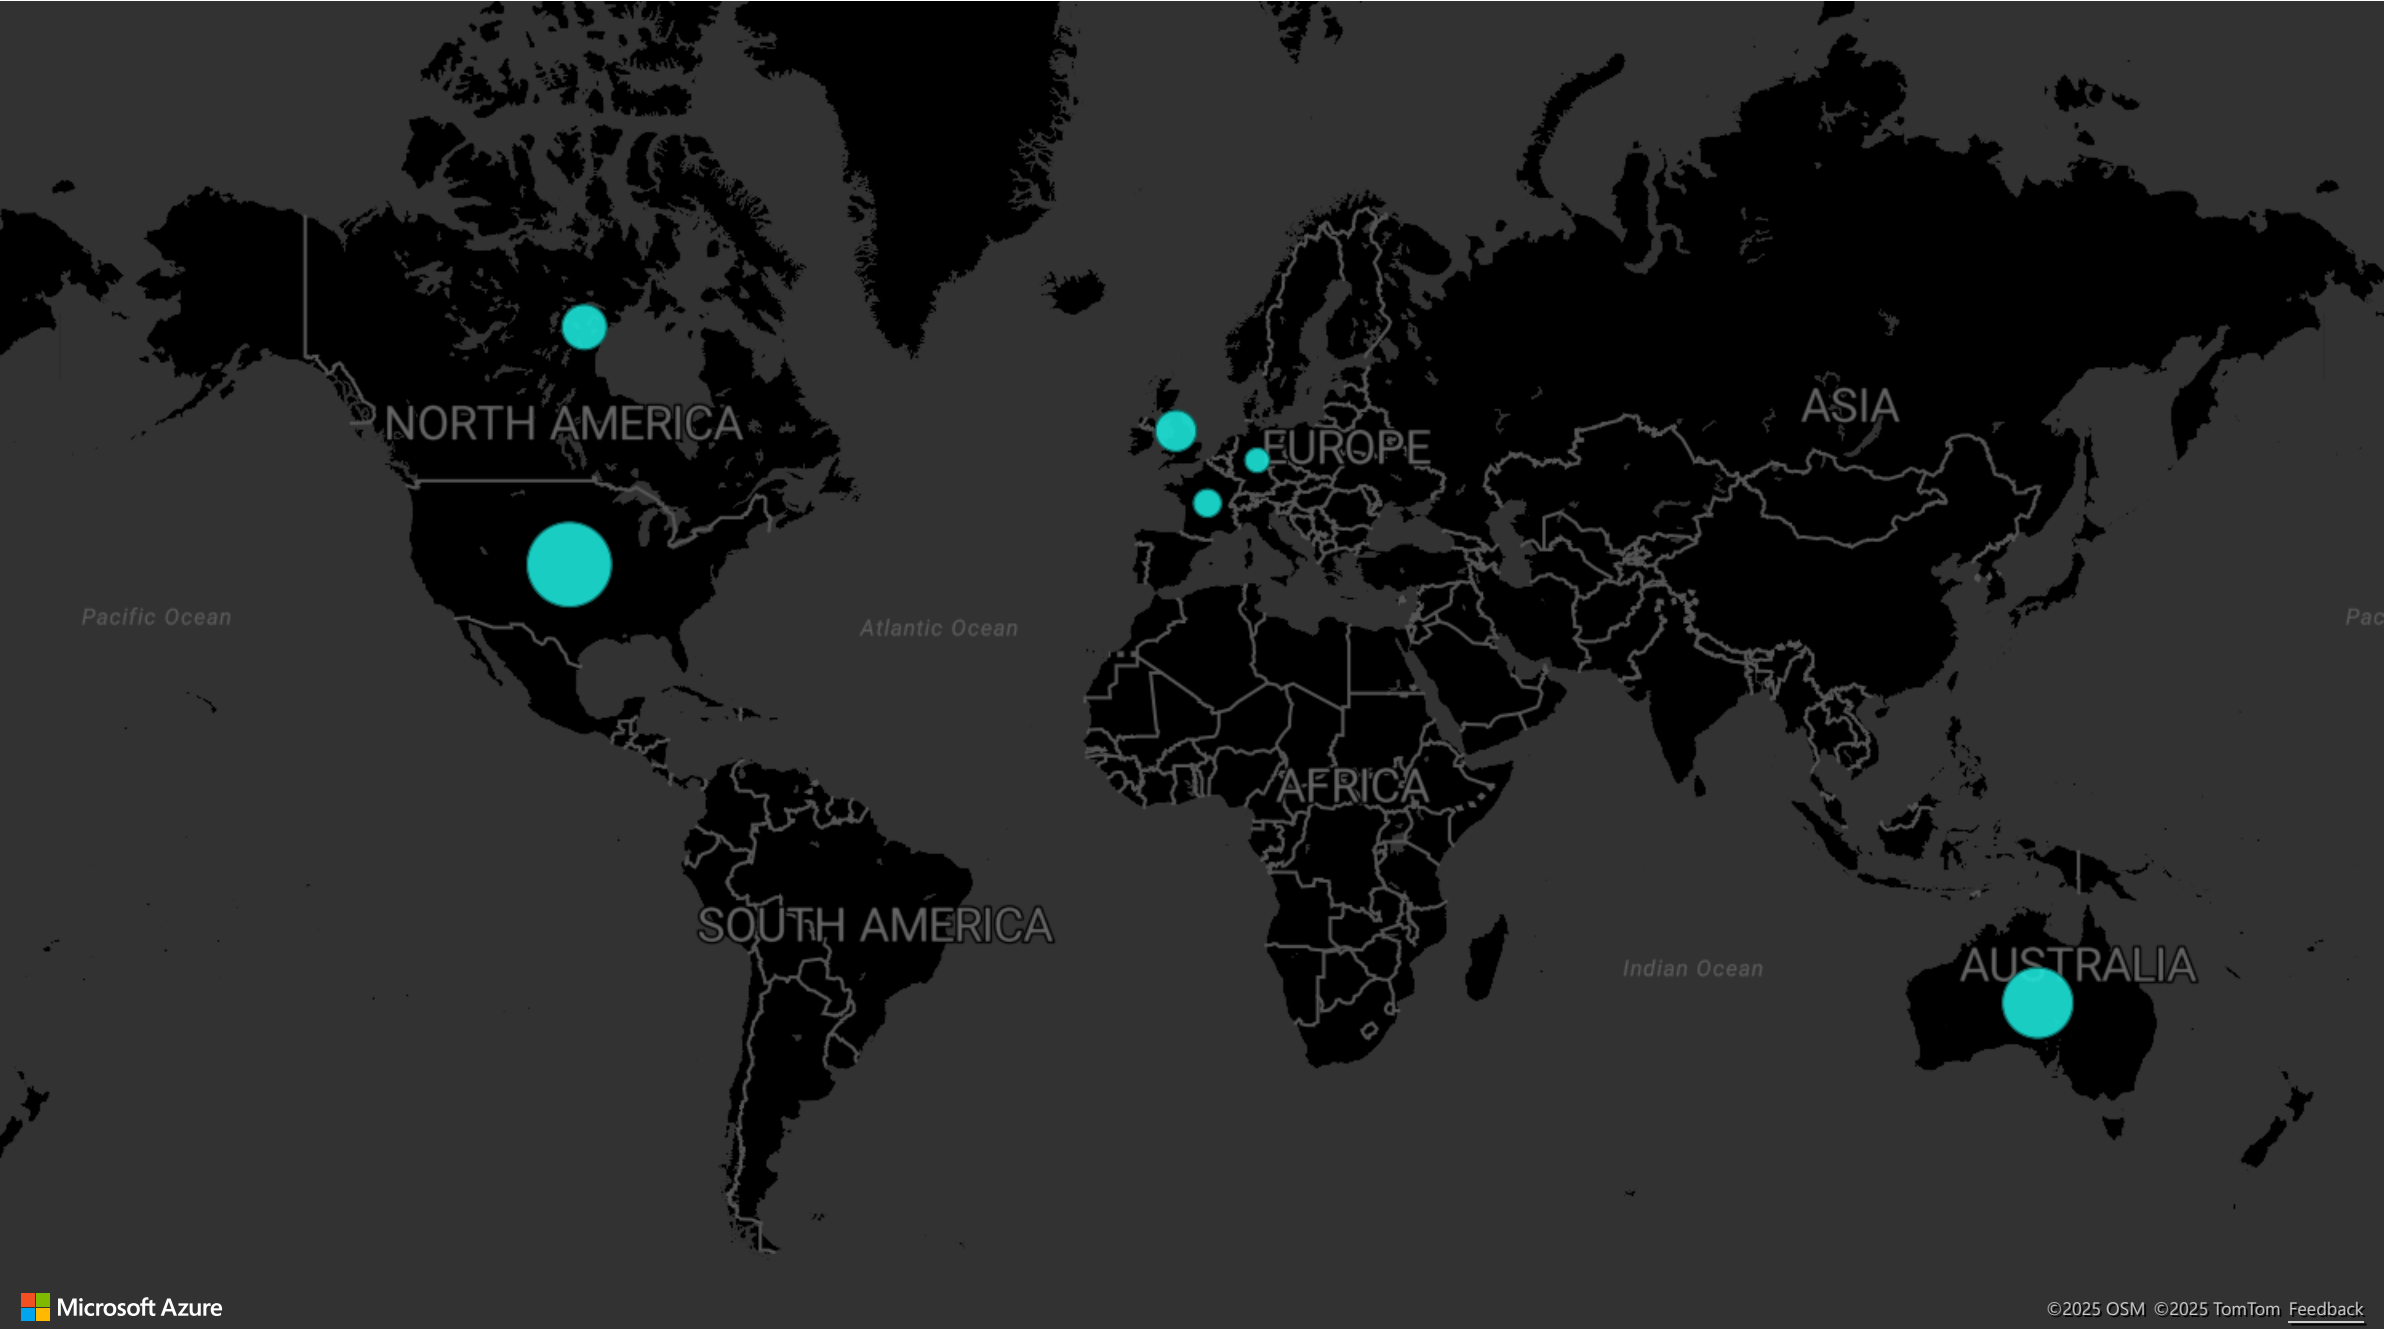 NORTH AMERICA
EUROPE
ASIA
Pacific Ocean
Atlantic Ocean
Pac
AFRICA
SOUTH AMERICA
Indian Ocean
AUSTRALIA
Microsoft Azure
©2025 OSM ©2025 TomTom Feedback